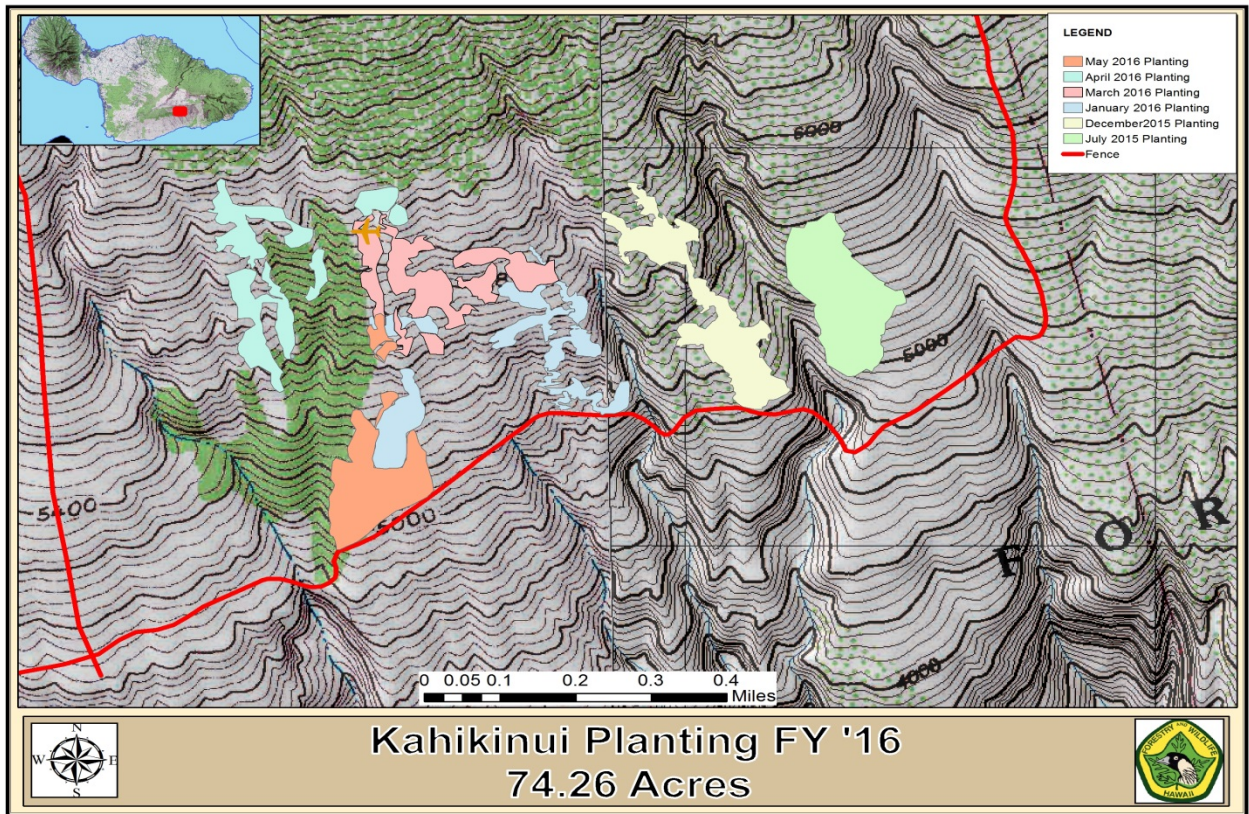 LEGEND
May 2016 Planting
April 2016 Planting
March 2016 Planting
January 2016 Planting
December2015 Planting
July 2015 Planting
Fence
6000
5000
5400
5000
F O R
4000
0 0.05 0.1 0.2 0.3 0.4
Miles
N
W E
S
Kahikinui Planting FY '16
74.26 Acres
FORESTRY AND WILDLIFE
HAWAII